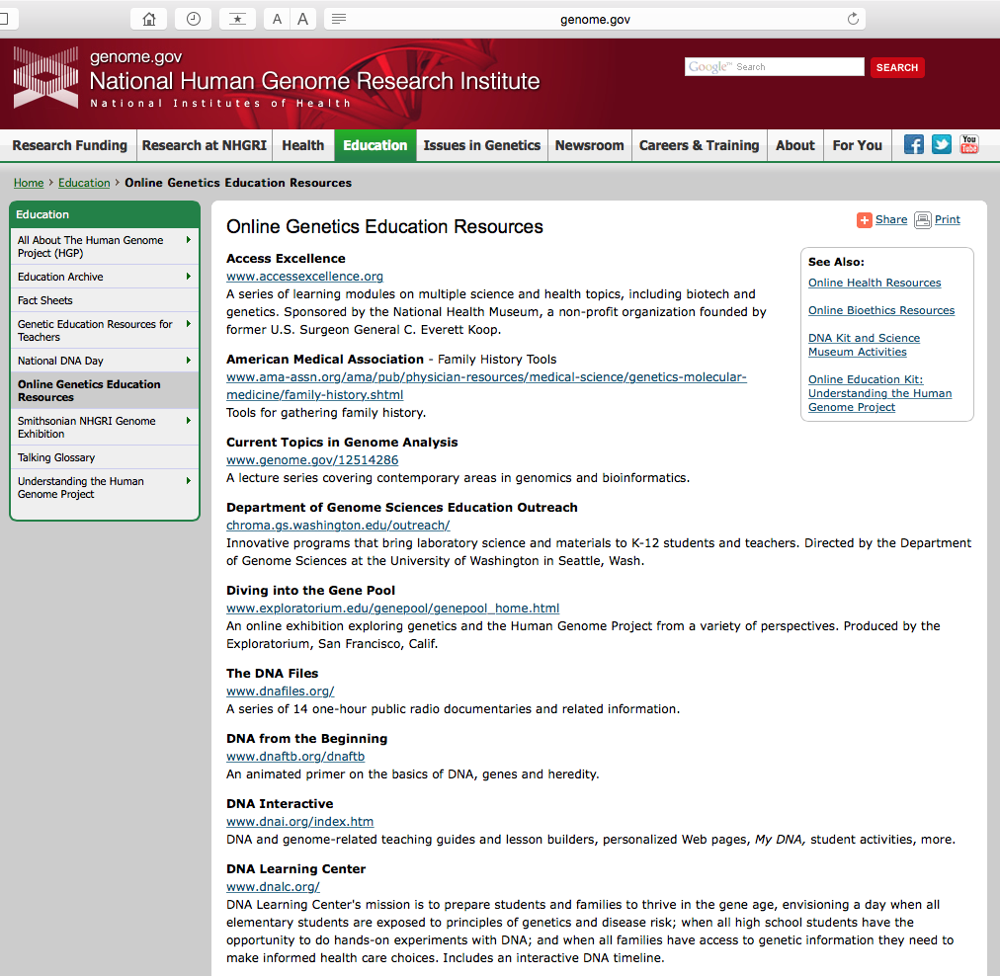 A A
genome.gov
genome.gov
National Human Genome Research Institute
National Institutes of Health
Google™ Search
SEARCH
Research Funding Research at NHGRI Health Education Issues in Genetics Newsroom Careers & Training About For You f You Tube
Home › Education › Online Genetics Education Resources
Education
All About The Human Genome
Project (HGP)
Education Archive
Fact Sheets
Genetic Education Resources for
Teachers
National DNA Day
Online Genetics Education
Resources
Smithsonian NHGRI Genome
Exhibition
Talking Glossary
Understanding the Human
Genome Project
Share Print
Online Genetics Education Resources
See Also:
Online Health Resources
Online Bioethics Resources
DNA Kit and Science
Museum Activities
Online Education Kit:
Understanding the Human
Genome Project
Access Excellence
www.accessexcellence.org
A series of learning modules on multiple science and health topics, including biotech and
genetics. Sponsored by the National Health Museum, a non-profit organization founded by
former U.S. Surgeon General C. Everett Koop.
American Medical Association - Family History Tools
www.ama-assn.org/ama/pub/physician-resources/medical-science/genetics-molecular-
medicine/family-history.shtml
Tools for gathering family history.
Current Topics in Genome Analysis
www.genome.gov/12514286
A lecture series covering contemporary areas in genomics and bioinformatics.
Department of Genome Sciences Education Outreach
chroma.gs.washington.edu/outreach/
Innovative programs that bring laboratory science and materials to K-12 students and teachers. Directed by the Department
of Genome Sciences at the University of Washington in Seattle, Wash.
Diving into the Gene Pool
www.exploratorium.edu/genepool/genepool_home.html
An online exhibition exploring genetics and the Human Genome Project from a variety of perspectives. Produced by the
Exploratorium, San Francisco, Calif.
The DNA Files
www.dnafiles.org/
A series of 14 one-hour public radio documentaries and related information.
DNA from the Beginning
www.dnaftb.org/dnaftb
An animated primer on the basics of DNA, genes and heredity.
DNA Interactive
www.dnai.org/index.htm
DNA and genome-related teaching guides and lesson builders, personalized Web pages, My DNA, student activities, more.
DNA Learning Center
www.dnalc.org/
DNA Learning Center's mission is to prepare students and families to thrive in the gene age, envisioning a day when all
elementary students are exposed to principles of genetics and disease risk; when all high school students have the
opportunity to do hands-on experiments with DNA; and when all families have access to genetic information they need to
make informed health care choices. Includes an interactive DNA timeline.